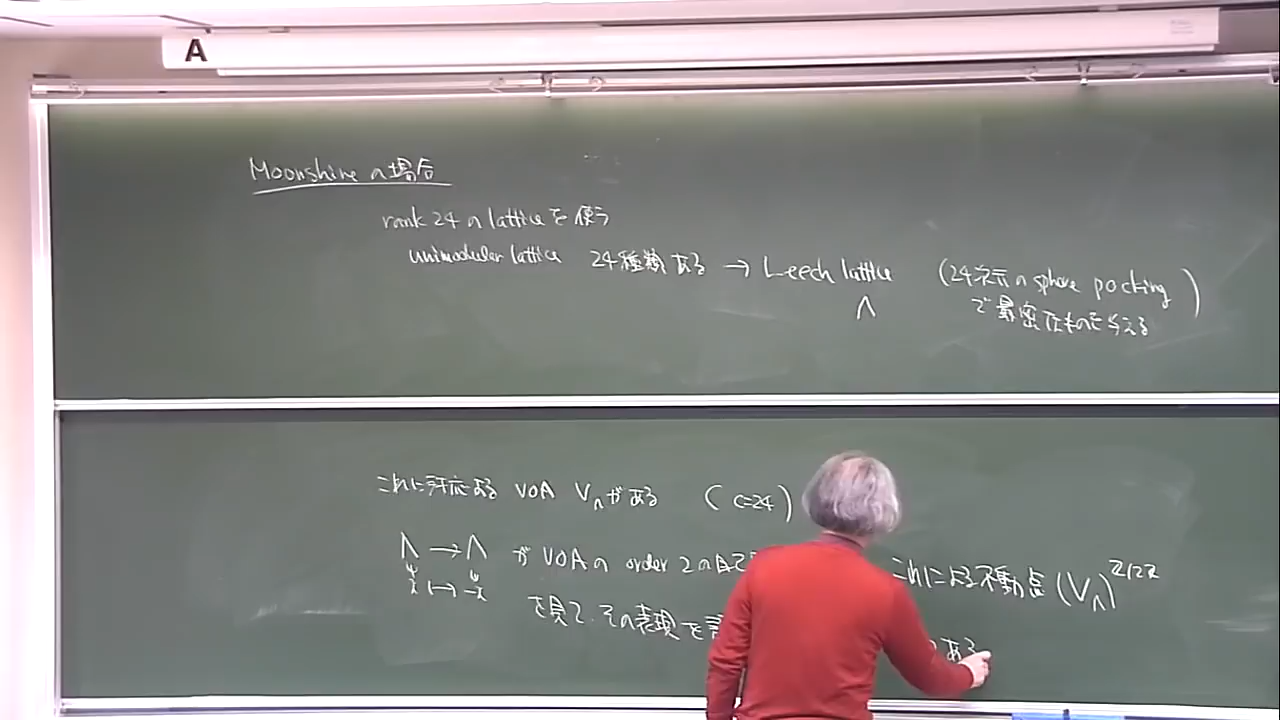 A
Moonshineの場合
rank 24 の latticeを使う
unimodular lattice 24種類ある → Leech lattice (24次元のsphere packing
Λ で最密なものを与える)
これに対応する VOA V_Λがある (c=24)
Λ → Λ が VOAの order 2の自己 これによる不動点 (V_Λ)^{Z/2Z}
x ↦ -x を見て、その表現を ある